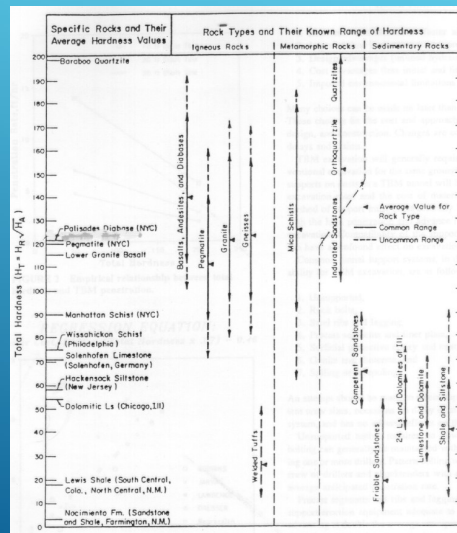 Specific Rocks and Their
Average Hardness Values
Rock Types and Their Known Range of Hardness
Igneous Rocks
Metamorphic Rocks
Sedimentary Rocks
Total Hardness (HT = HR√HA)
200
190
180
170
160
150
140
130
120
110
100
90
80
70
60
50
40
30
20
10
0
Baraboo Quartzite
Palisades Diabase (NYC)
Pegmatite (NYC)
Lower Granite Basalt
Manhattan Schist (NYC)
Wissahickon Schist
(Philadelphia)
Solenhofen Limestone
(Solenhofen, Germany)
Hackensack Siltstone
(New Jersey)
Dolomitic Ls (Chicago, Ill)
Lewis Shale (South Central,
Colo., North Central, N.M.)
Nacimiento Fm. (Sandstone
and Shale, Farmington, N.M.)
Basalts, Andesites, and Diabases
Pegmatite
Granite
Gneisses
Welded Tuffs
Mica Schists
Indurated Sandstones
Orthoquartzite
Quartzites
Competent Sandstones
Friable Sandstones
24 Ls and Dolomites of Ill.
Limestone and Dolomite
Shale and Siltstone
Average Value for
Rock Type
Common Range
Uncommon Range